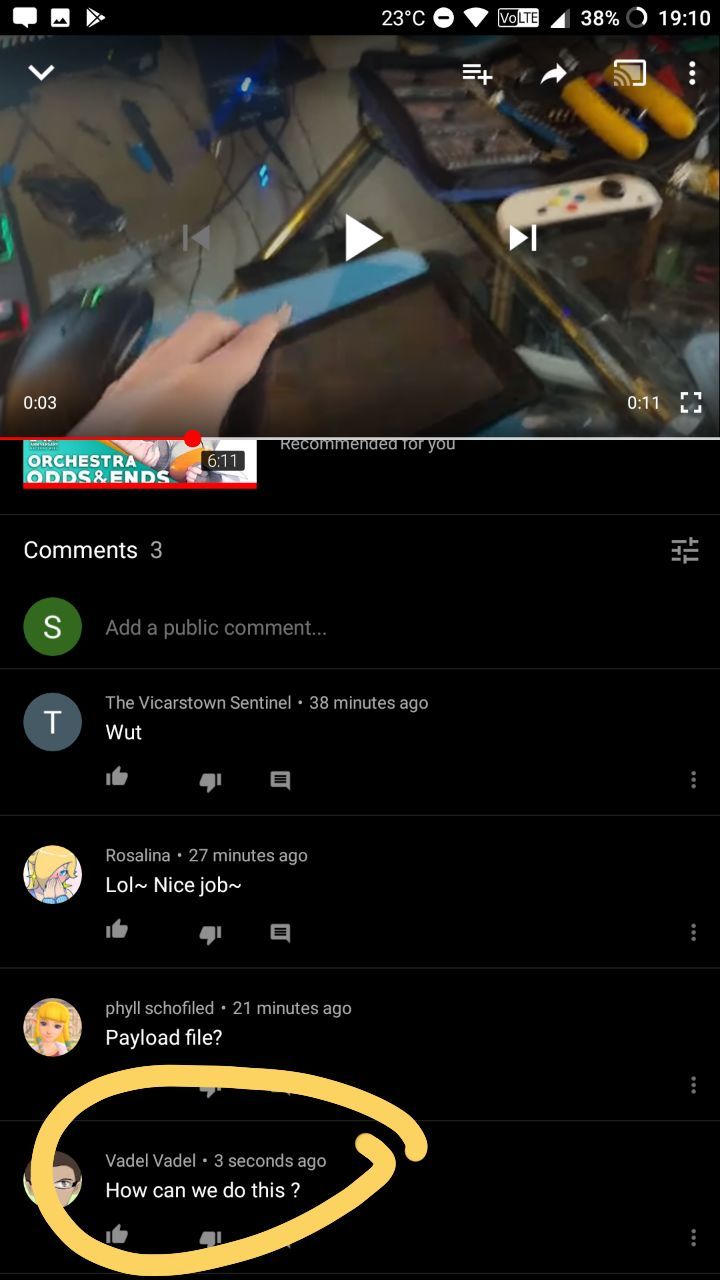 23°C VoLTE 38% 19:10
0:03 0:11
Recommended for you
ORCHESTRA
ODDS&ENDS
6:11
Comments 3
S
Add a public comment...
T
The Vicarstown Sentinel • 38 minutes ago
Wut
Rosalina • 27 minutes ago
Lol~ Nice job~
phyll schofiled • 21 minutes ago
Payload file?
Vadel Vadel • 3 seconds ago
How can we do this ?